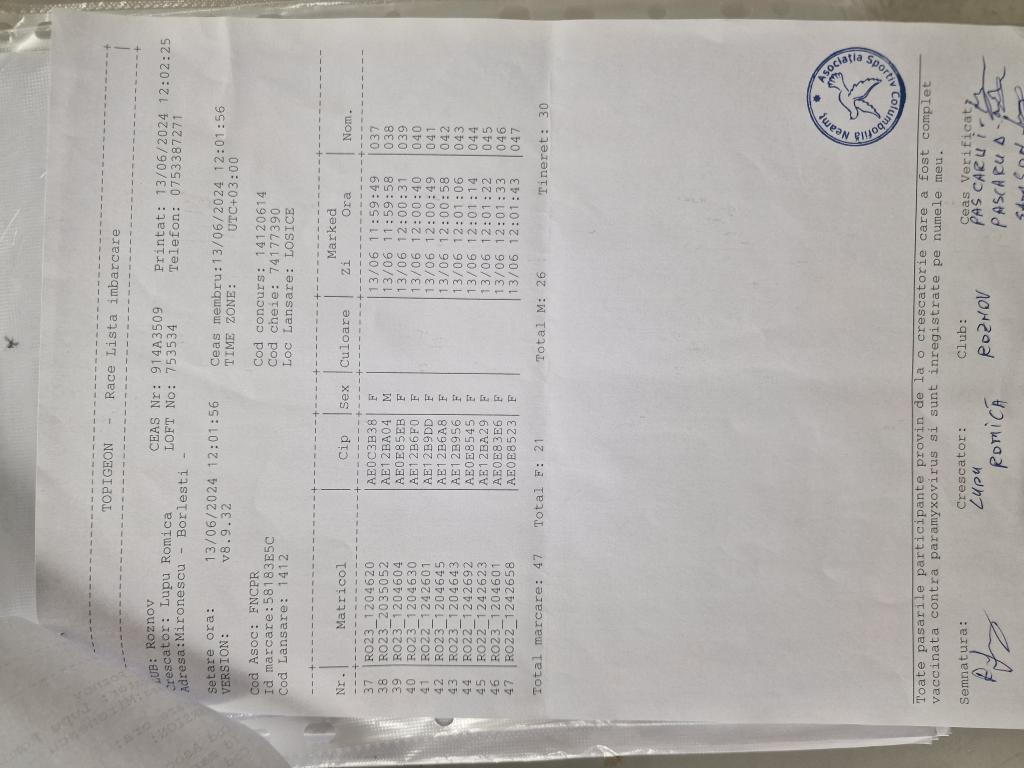 TOPIGEON - Race Lista imbarcare
LUB: Roznov CEAS Nr: 914A3509 Printat: 13/06/2024 12:02:25
rescator: Lupu Romica LOFT No: 753534 Telefon: 0753387271
Adresa:Mironescu - Borlesti -
Setare ora: 13/06/2024 12:01:56 Ceas membru:13/06/2024 12:01:56
VERSION: v8.9.32 TIME ZONE: UTC+03:00
Cod Asoc: FNCPR Cod concurs: 14120614
Id marcare:58183E5C Cod cheie: 74177390
Cod Lansare: 1412 Loc Lansare: LOSICE
Marked
Nr.| Matricol | Cip |Sex| Culoare | Zi Ora | Nom.
37 |RO23_1204620 |AE0C3B38| F | |13/06 11:59:49 |037
38 |RO23_2035052 |AE12BA04| M | |13/06 11:59:58 |038
39 |RO23_1204604 |AE0E85EB| F | |13/06 12:00:31 |039
40 |RO23_1204630 |AE12B6F0| F | |13/06 12:00:40 |040
41 |RO22_1242601 |AE12B9DD| F | |13/06 12:00:49 |041
42 |RO23_1204645 |AE12B6A8| F | |13/06 12:00:58 |042
43 |RO23_1204643 |AE12B956| F | |13/06 12:01:06 |043
44 |RO22_1242692 |AE0E8545| F | |13/06 12:01:14 |044
45 |RO22_1242623 |AE12BA29| F | |13/06 12:01:22 |045
46 |RO23_1204601 |AE0E83E6| F | |13/06 12:01:33 |046
47 |RO22_1242658 |AE0E8523| F | |13/06 12:01:43 |047
Total marcare: 47 Total F: 21 Total M: 26 Tineret: 30
Asociația Sportiv Columbofilă Neamț
Toate pasarile participante provin de la o crescatorie care a fost complet
vaccinata contra paramyxovirus si sunt inregistrate pe numele meu.
Semnatura: Crescator: Club: Ceas Verificat:
LUPU ROMICĂ ROZNOV PASCARU I
PASCARU D